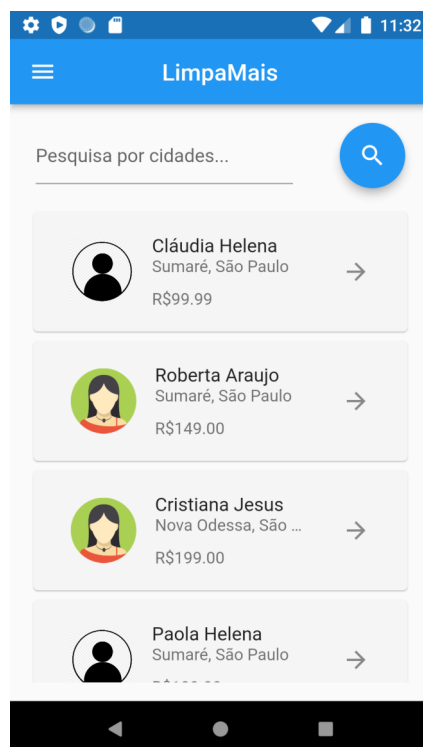 11:32
LimpaMais
Pesquisa por cidades...
Cláudia Helena
Sumaré, São Paulo
R$99.99
Roberta Araujo
Sumaré, São Paulo
R$149.00
Cristiana Jesus
Nova Odessa, São ...
R$199.00
Paola Helena
Sumaré, São Paulo